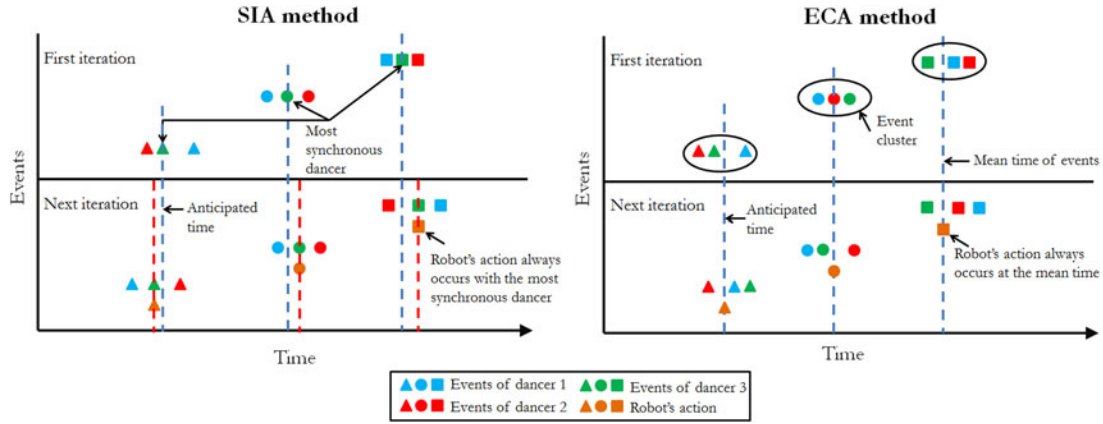 SIA method
First iteration
Most
synchronous
dancer
Events
Next iteration
Anticipated
time
Robot's action always
occurs with the most
synchronous dancer
Time
ECA method
First iteration
Event
cluster
Mean time of events
Events
Next iteration
Anticipated
time
Robot's action always
occurs at the mean time
Time
Events of dancer 1
Events of dancer 3
Events of dancer 2
Robot's action